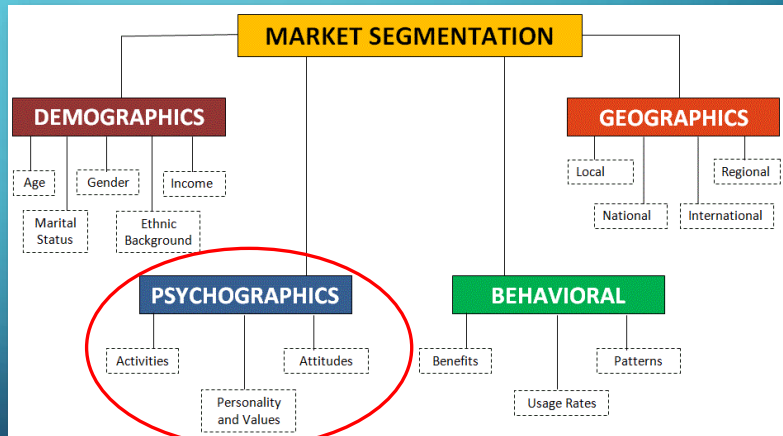 MARKET SEGMENTATION
DEMOGRAPHICS
GEOGRAPHICS
Age
Gender
Income
Marital
Status
Ethnic
Background
Local
Regional
National
International
PSYCHOGRAPHICS
BEHAVIORAL
Activities
Attitudes
Personality
and Values
Benefits
Patterns
Usage Rates